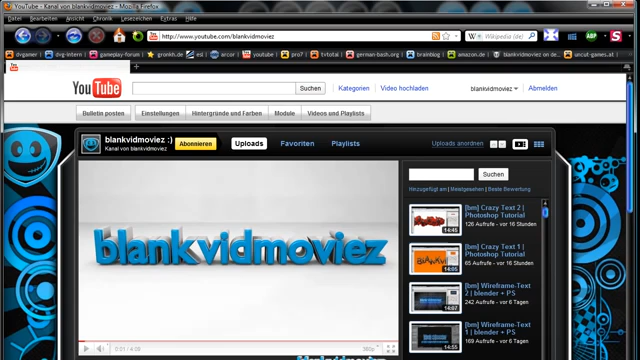 YouTube - Kanal von blankvidmoviez - Mozilla Firefox
Datei Bearbeiten Ansicht Chronik Lesezeichen Extras Hilfe
http://www.youtube.com/blankvidmoviez
Wikipedia (de)
dvgamer dvg-intern gameplay-forum gronkh.de esl arcor youtube pro7 tvtotal german-bash.org brainblog amazon.de blankvidmoviez on de... uncut-games.at
YouTube Suchen Kategorien Video hochladen blankvidmoviez Abmelden
Bulletin posten Einstellungen Hintergründe und Farben Module Videos und Playlists
blankvidmoviez :)
Kanal von blankvidmoviez
Abonnieren Uploads Favoriten Playlists Uploads anordnen
Suchen
Hinzugefügt am | Meistgesehen | Beste Bewertung
blankvidmoviez
[bm] Crazy Text 2 |
Photoshop Tutorial
126 Aufrufe - vor 16 Stunden
14:45
[bm] Crazy Text 1 |
Photoshop Tutorial
65 Aufrufe - vor 16 Stunden
14:05
Wireframe-Text
2 | blender + PS
242 Aufrufe - vor 6 Tagen
14:07
Wireframe-Text
1 | blender + PS
169 Aufrufe - vor 6 Tagen
14:55
0:01 / 4:08 360p